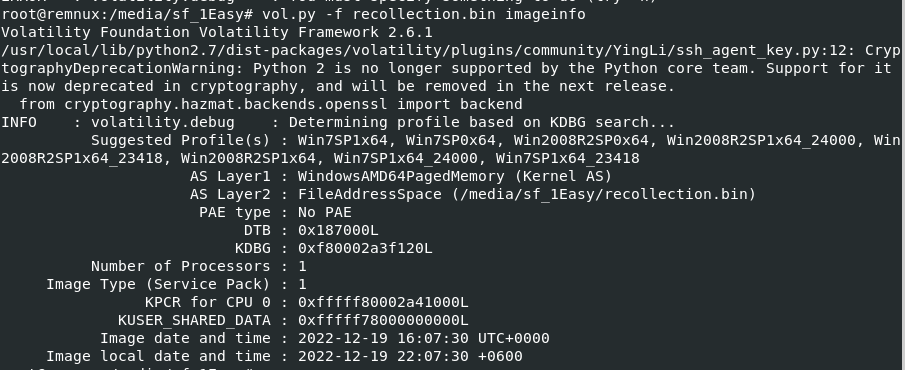 root@remnux:/media/sf_1Easy# vol.py -f recollection.bin imageinfo
Volatility Foundation Volatility Framework 2.6.1
/usr/local/lib/python2.7/dist-packages/volatility/plugins/community/YingLi/ssh_agent_key.py:12: Cryp
tographyDeprecationWarning: Python 2 is no longer supported by the Python core team. Support for it
is now deprecated in cryptography, and will be removed in the next release.
  from cryptography.hazmat.backends.openssl import backend
INFO    : volatility.debug    : Determining profile based on KDBG search...
          Suggested Profile(s) : Win7SP1x64, Win7SP0x64, Win2008R2SP0x64, Win2008R2SP1x64_24000, Win
2008R2SP1x64_23418, Win2008R2SP1x64, Win7SP1x64_24000, Win7SP1x64_23418
                     AS Layer1 : WindowsAMD64PagedMemory (Kernel AS)
                     AS Layer2 : FileAddressSpace (/media/sf_1Easy/recollection.bin)
                      PAE type : No PAE
                           DTB : 0x187000L
                          KDBG : 0xf80002a3f120L
          Number of Processors : 1
     Image Type (Service Pack) : 1
                KPCR for CPU 0 : 0xfffff80002a41000L
             KUSER_SHARED_DATA : 0xfffff78000000000L
           Image date and time : 2022-12-19 16:07:30 UTC+0000
     Image local date and time : 2022-12-19 22:07:30 +0600